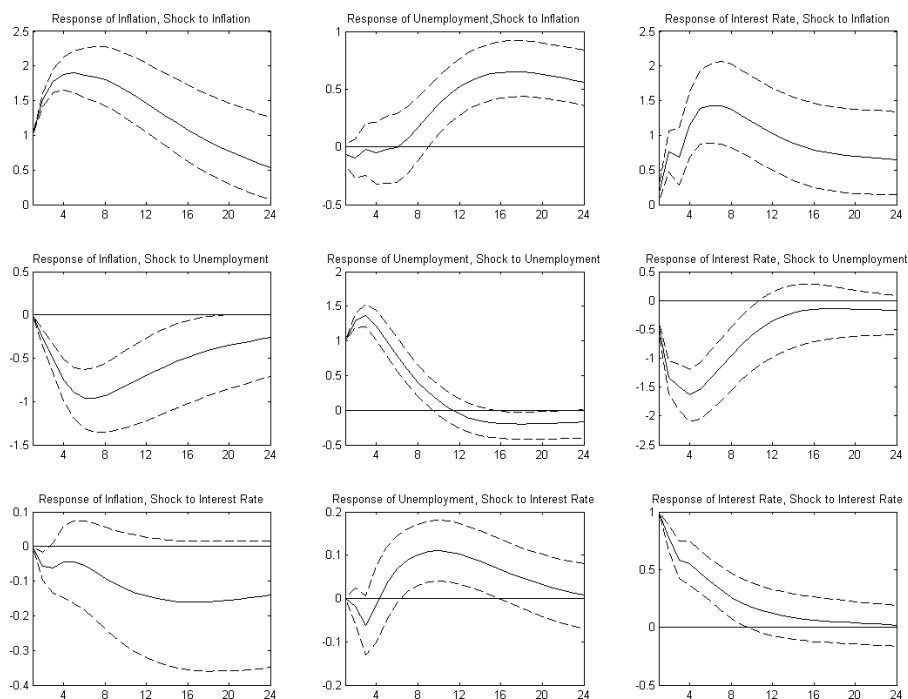 Response of Inflation, Shock to Inflation
2.5
2
1.5
1
0.5
0
4 8 12 16 20 24
Response of Unemployment,Shock to Inflation
1
0.5
0
-0.5
4 8 12 16 20 24
Response of Interest Rate, Shock to Inflation
2.5
2
1.5
1
0.5
0
4 8 12 16 20 24
Response of Inflation, Shock to Unemployment
0.5
0
-0.5
-1
-1.5
4 8 12 16 20 24
Response of Unemployment, Shock to Unemployment
2
1.5
1
0.5
0
-0.5
4 8 12 16 20 24
Response of Interest Rate, Shock to Unemployment
0.5
0
-0.5
-1
-1.5
-2
-2.5
4 8 12 16 20 24
Response of Inflation, Shock to Interest Rate
0.1
0
-0.1
-0.2
-0.3
-0.4
4 8 12 16 20 24
Response of Unemployment, Shock to Interest Rate
0.2
0.1
0
0.1
0.2
4 8 12 16 20 24
Response of Interest Rate, Shock to Interest Rate
1
0.5
0
0.5
4 8 12 16 20 24